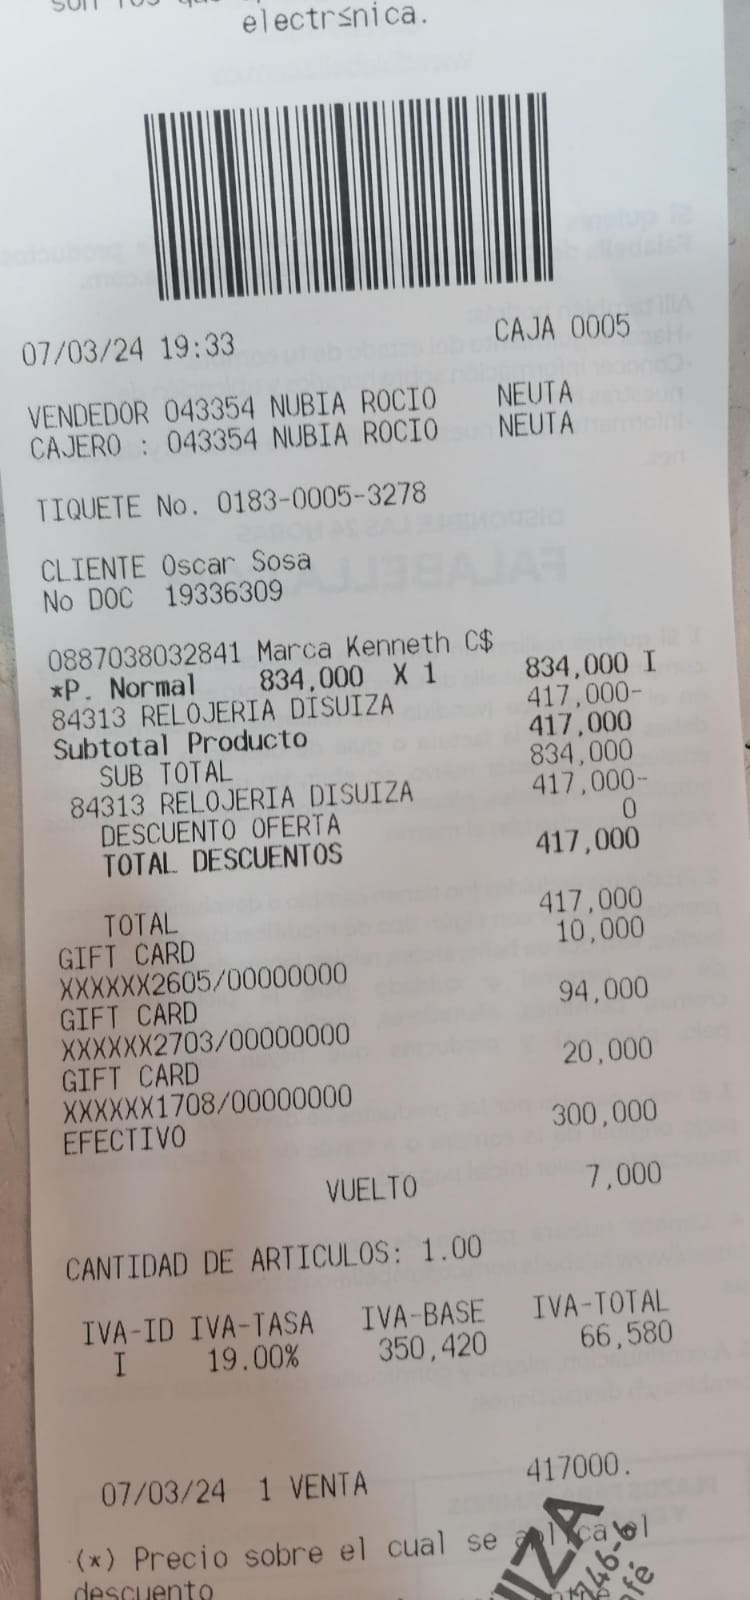 electr≤nica.
07/03/24 19:33 CAJA 0005
VENDEDOR 043354 NUBIA ROCIO NEUTA
CAJERO : 043354 NUBIA ROCIO NEUTA
TIQUETE No. 0183-0005-3278
CLIENTE Oscar Sosa
No DOC 19336309
0887038032841 Marca Kenneth C$
*P. Normal 834,000 X 1 834,000 I
84313 RELOJERIA DISUIZA 417,000-
Subtotal Producto 417,000
SUB TOTAL 834,000
84313 RELOJERIA DISUIZA 417,000-
DESCUENTO OFERTA 0
TOTAL DESCUENTOS 417,000
TOTAL 417,000
GIFT CARD 10,000
XXXXXX2605/00000000
GIFT CARD 94,000
XXXXXX2703/00000000
GIFT CARD 20,000
XXXXXX1708/00000000
EFECTIVO 300,000
VUELTO 7,000
CANTIDAD DE ARTICULOS: 1.00
IVA-ID IVA-TASA IVA-BASE IVA-TOTAL
I 19.00% 350,420 66,580
07/03/24 1 VENTA 417000.
(*) Precio sobre el cual se aplica el
descuento